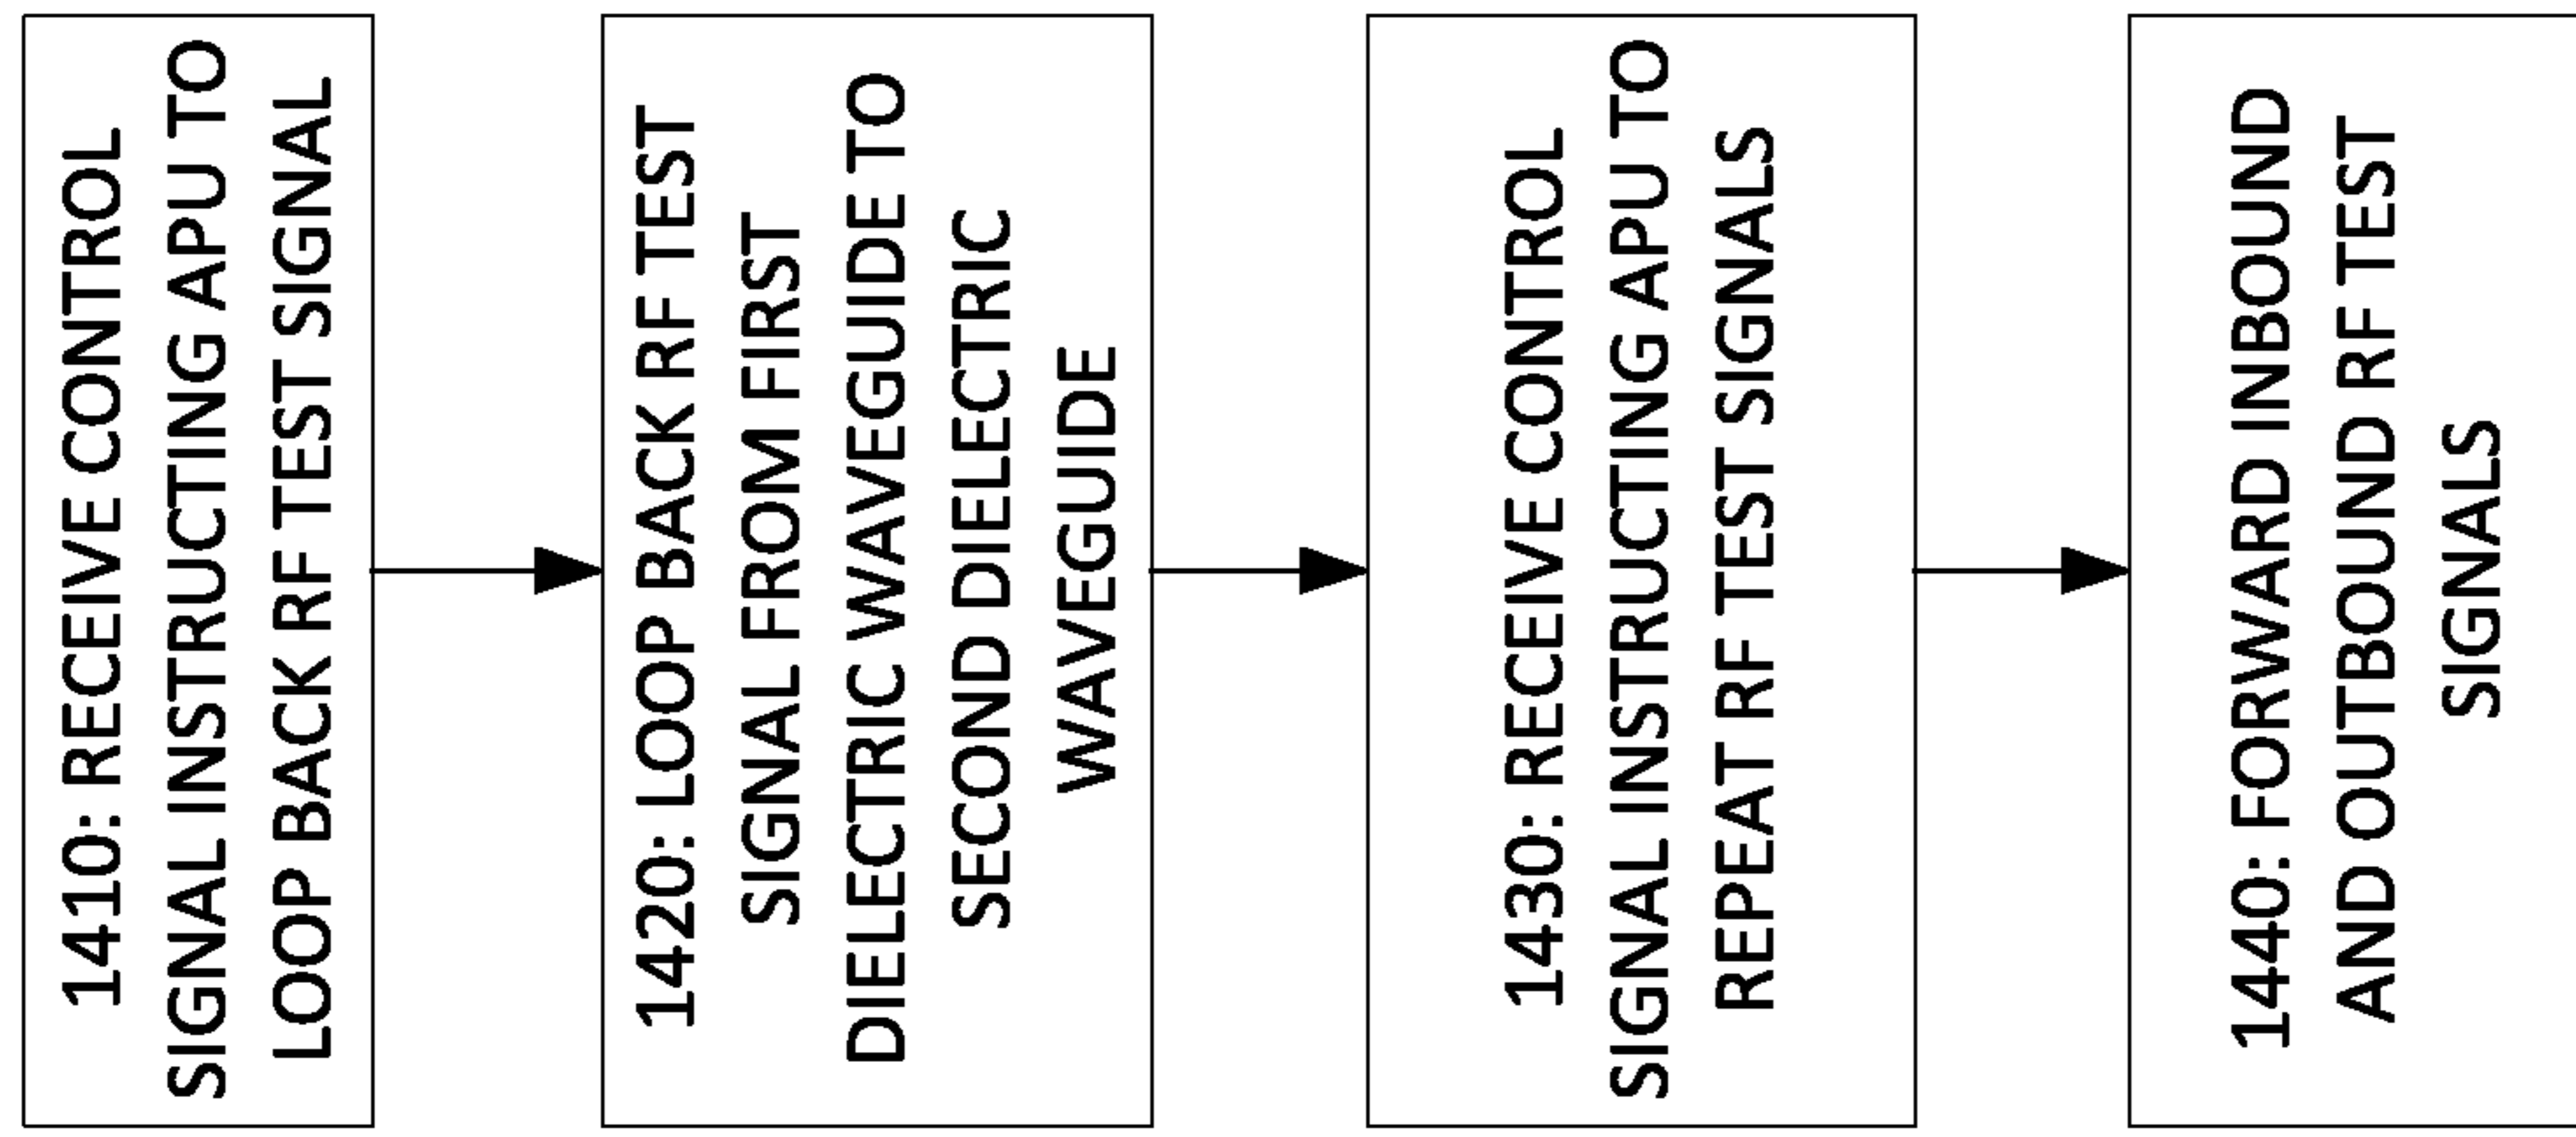 1410: RECEIVE CONTROL
SIGNAL INSTRUCTING APU TO
LOOP BACK RF TEST SIGNAL
1420: LOOP BACK RF TEST
SIGNAL FROM FIRST
DIELECTRIC WAVEGUIDE TO
SECOND DIELECTRIC
WAVEGUIDE
1430: RECEIVE CONTROL
SIGNAL INSTRUCTING APU TO
REPEAT RF TEST SIGNALS
1440: FORWARD INBOUND
AND OUTBOUND RF TEST
SIGNALS